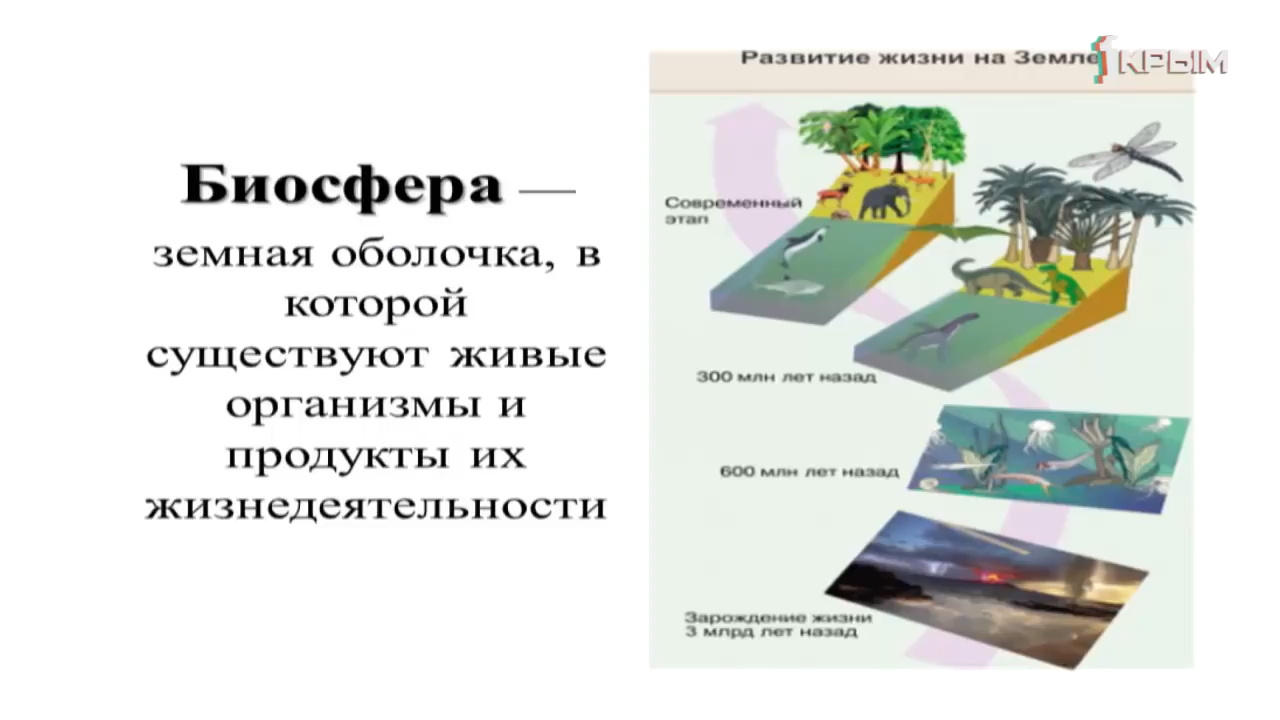 Биосфера —
земная оболочка, в
которой
существуют живые
организмы и
продукты их
жизнедеятельности
Развитие жизни на Земле
1 КРЫМ
Современный
этап
300 млн лет назад
600 млн лет назад
Зарождение жизни
3 млрд лет назад